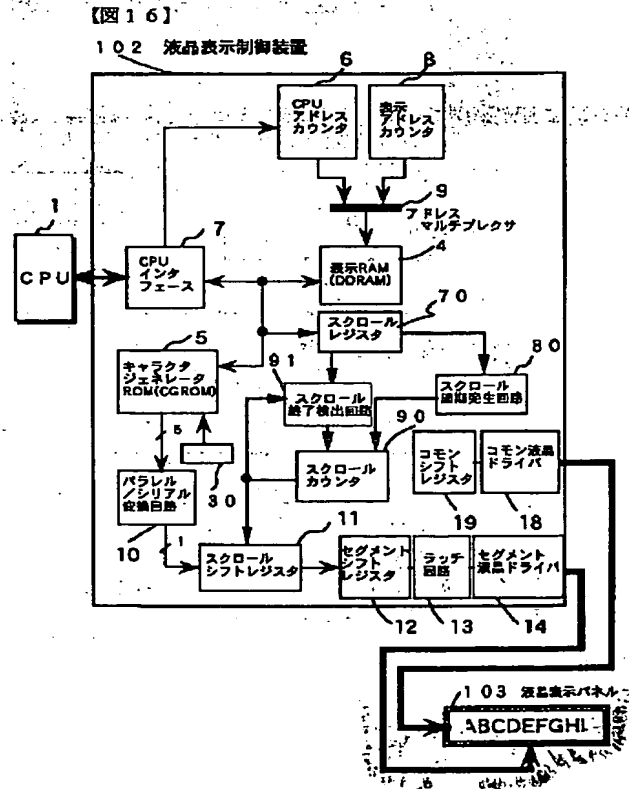 【図16】
102 液晶表示制御装置
6
8
CPU
アドレス
カウンタ
表示
アドレス
カウンタ
9
アドレス
マルチプレクサ
1
CPU
7
CPU
インタ
フェース
4
表示RAM
(DDRAM)
70
スクロール
レジスタ
5
キャラクタ
ジェネレータ
ROM(CGROM)
91
スクロール
終了検出回路
80
スクロール
周期発生回路
5
30
90
スクロール
カウンタ
コモン
シフト
レジスタ
コモン液晶
ドライバ
19
18
パラレル
/シリアル
変換回路
10
1
11
スクロール
シフトレジスタ
セグメント
シフト
レジスタ
ラッチ
回路
セグメント
液晶ドライバ
12
13
14
103 液晶表示パネル
ABCDEFGHI